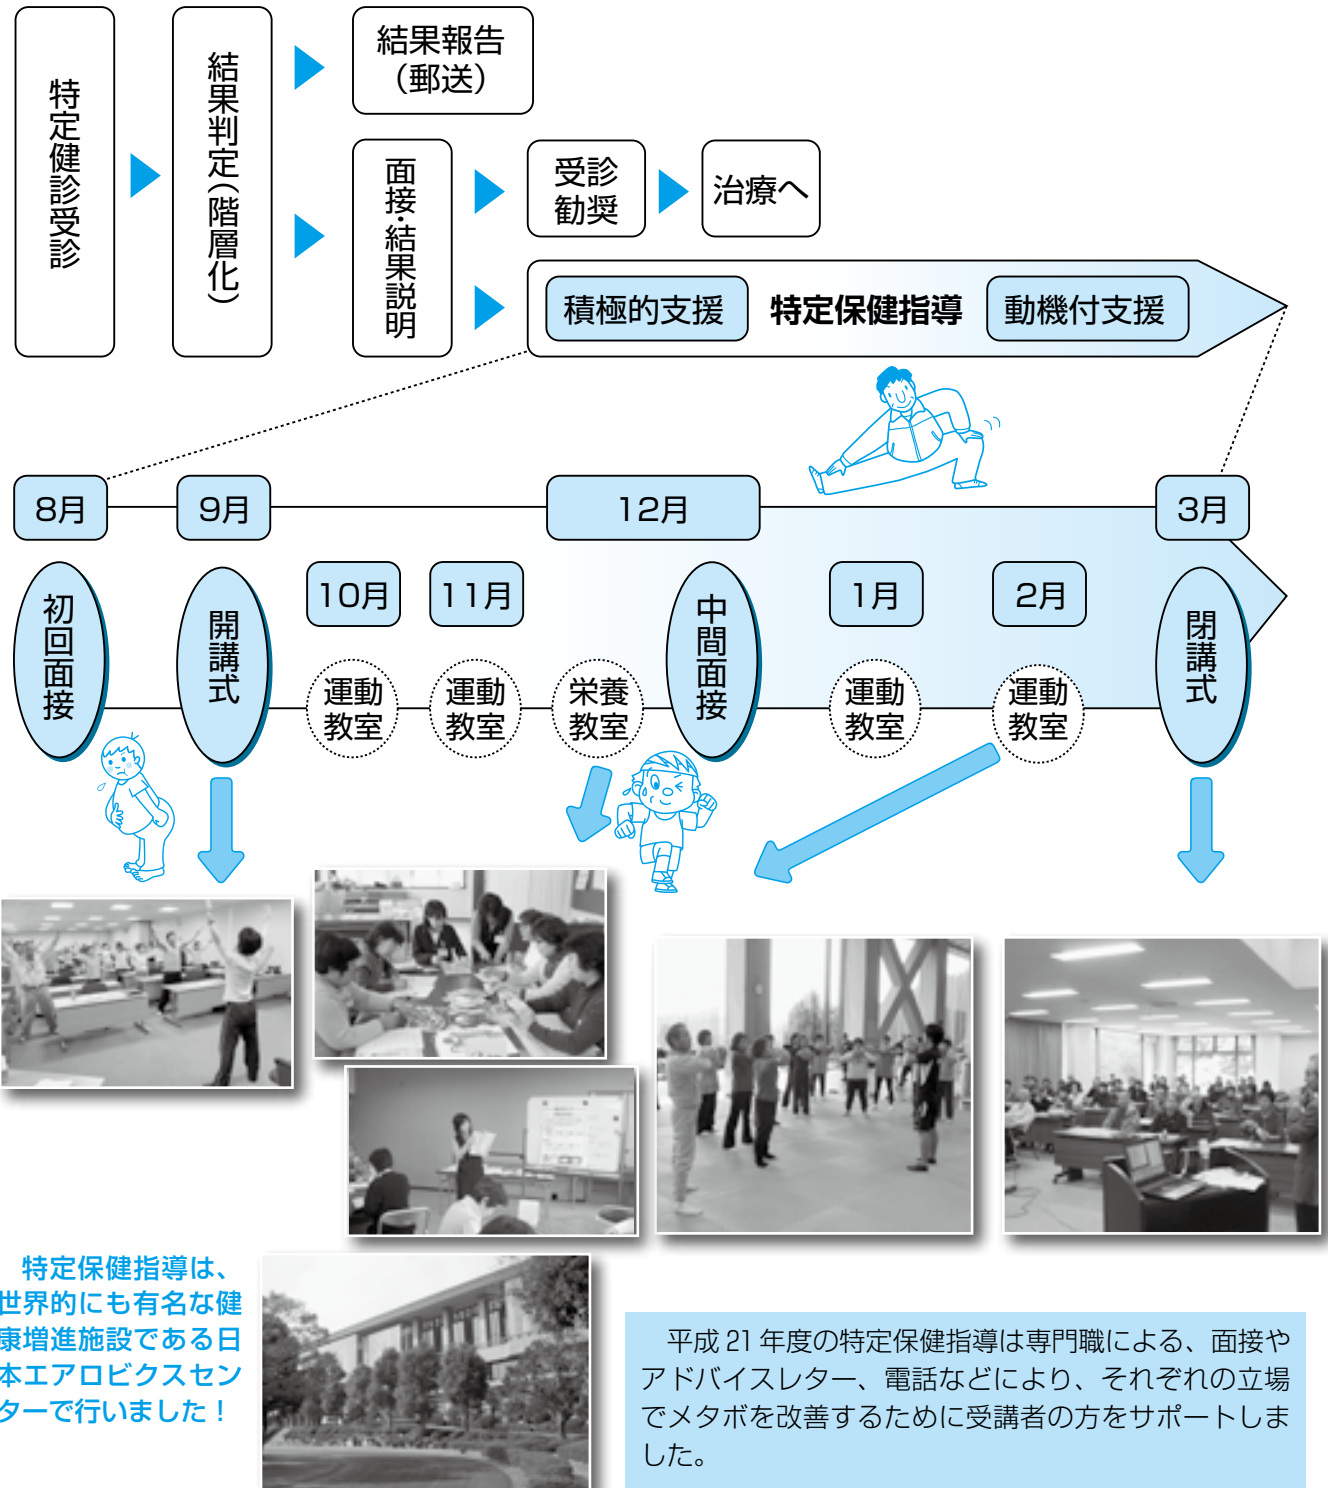 特定健診受診
結果判定（階層化）
結果報告
（郵送）
面接・結果説明
受診
勧奨
治療へ
積極的支援
特定保健指導
動機付支援
8月
9月
12月
3月
10月
11月
1月
2月
初回面接
開講式
運動
教室
運動
教室
栄養
教室
中間面接
運動
教室
運動
教室
閉講式
特定保健指導は、
世界的にも有名な健
康増進施設である日
本エアロビクスセン
ターで行いました！
平成21年度の特定保健指導は専門職による、面接や
アドバイスレター、電話などにより、それぞれの立場
でメタボを改善するために受講者の方をサポートしま
した。